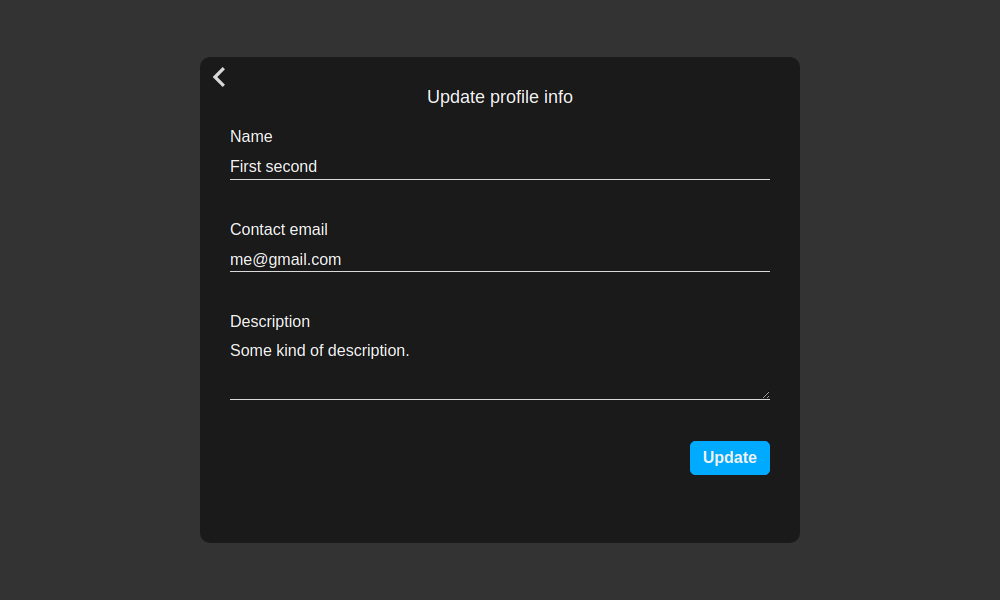 Update profile info
Name
First second
Contact email
me@gmail.com
Description
Some kind of description.
Update